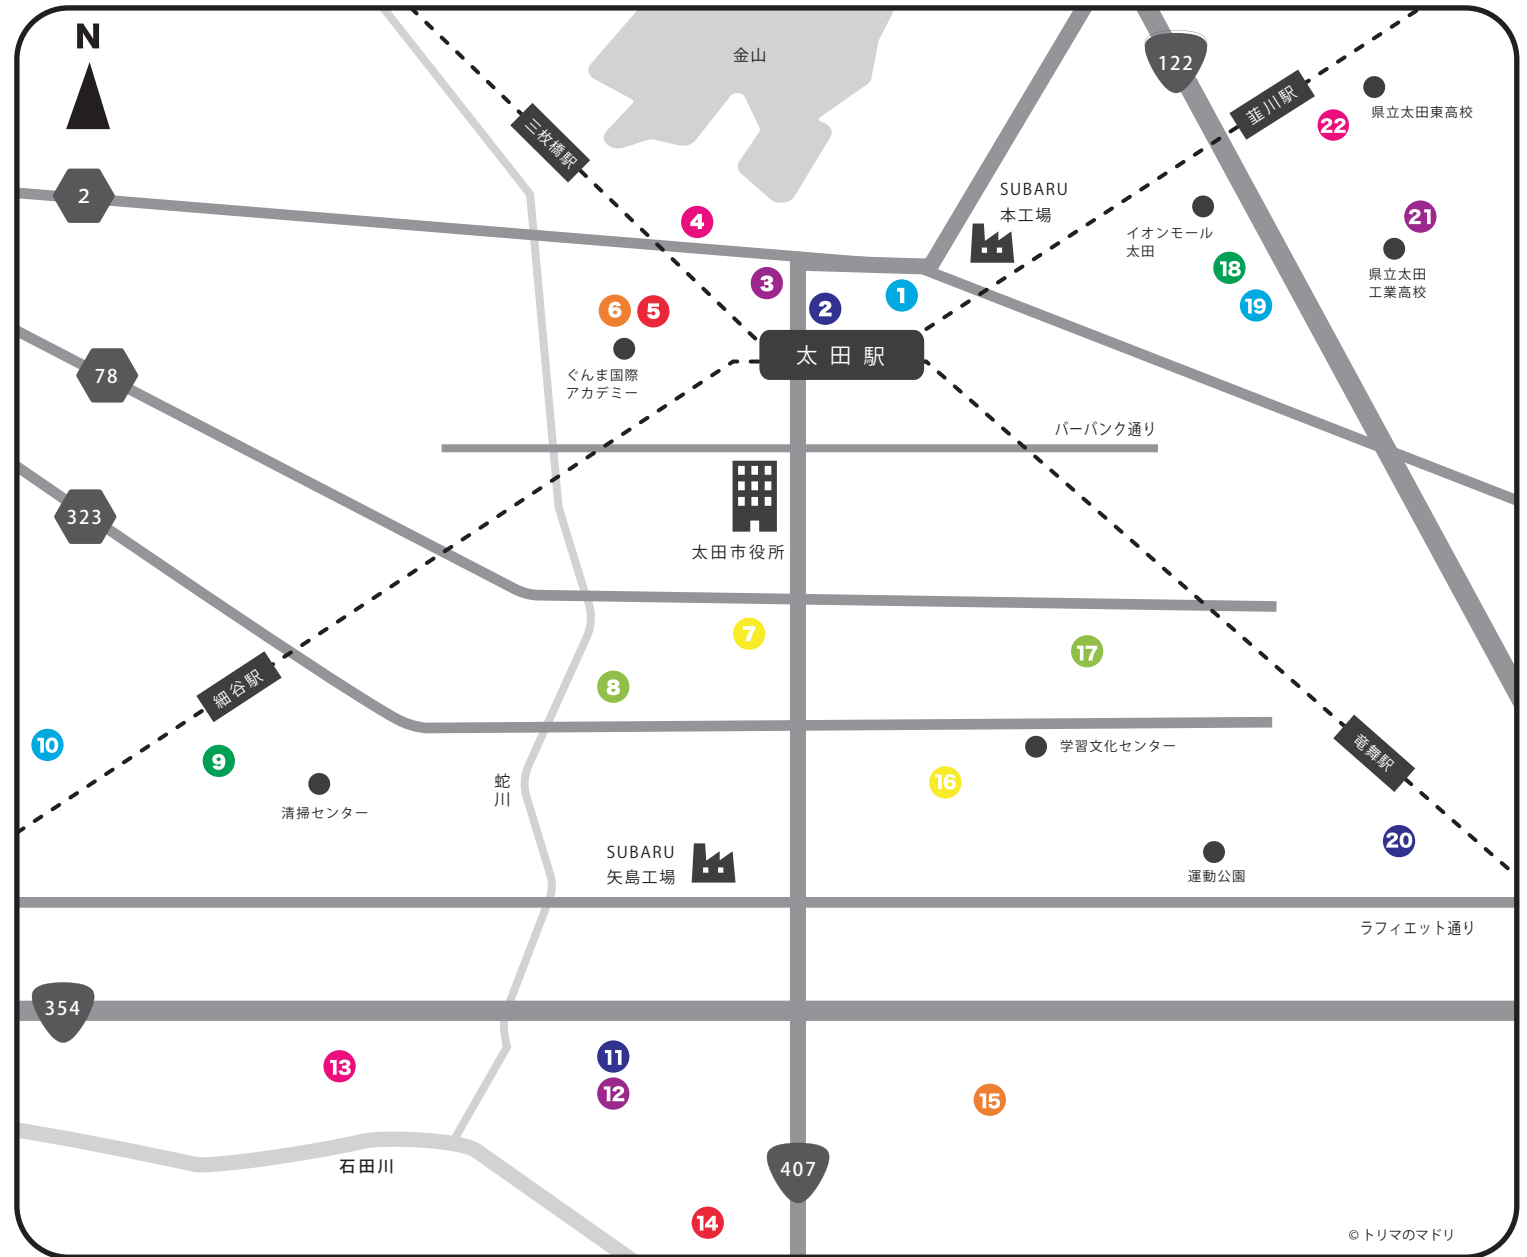 N
金山
122
韮川駅
県立太田東高校
22
三枚橋駅
2
4
SUBARU
本工場
イオンモール
太田
21
18
県立太田
工業高校
3
1
2
19
6
5
太田駅
ぐんま国際
アカデミー
78
バーバンク通り
323
太田市役所
7
17
8
細谷駅
10
9
清掃センター
蛇川
学習文化センター
16
竜舞駅
20
SUBARU
矢島工場
運動公園
ラフィエット通り
354
13
11
12
15
石田川
407
14
© トリマのマドリ